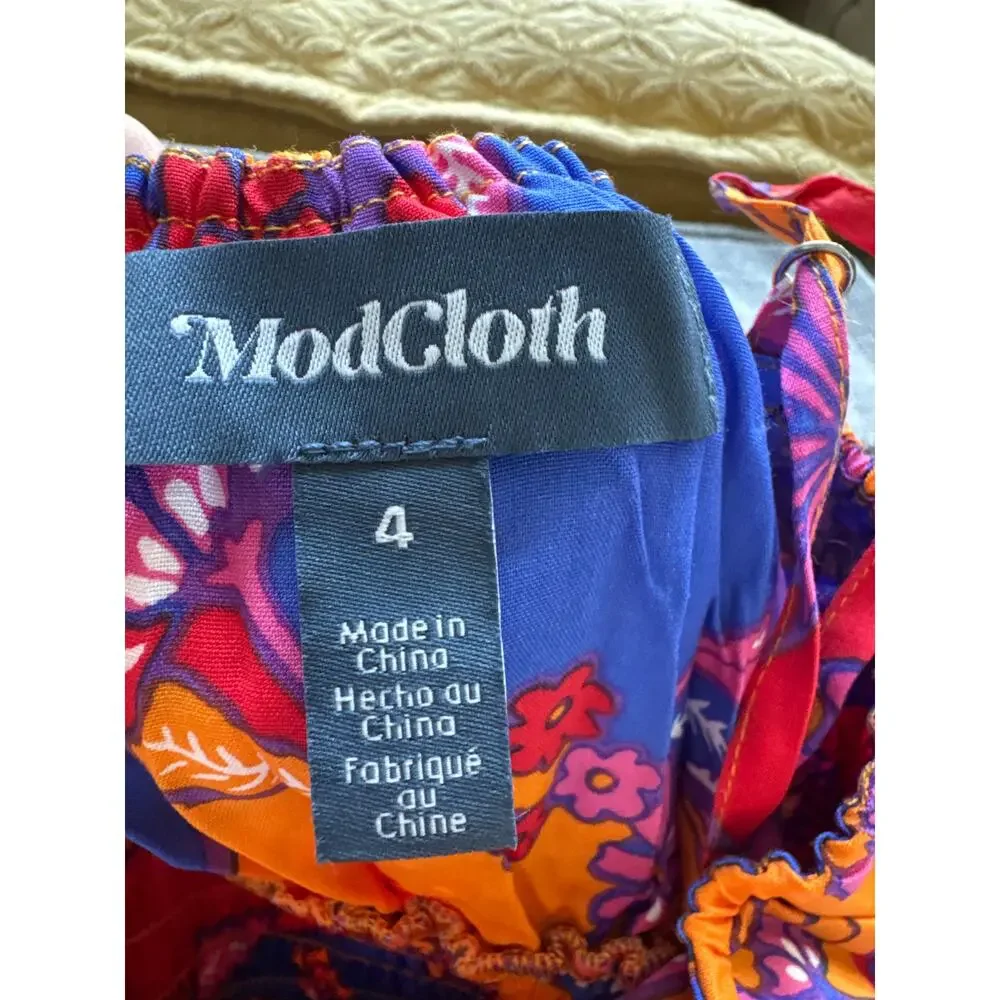 ModCloth
4
Made in
China
Hecho au
China
Fabriqué
au
Chine